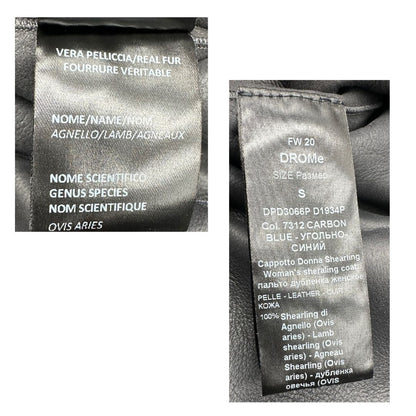 VERA PELLICCIA/REAL FUR
FOURRURE VÉRITABLE
NOME/NAME/NOM
AGNELLO/LAMB/AGNEAUX
NOME SCIENTIFICO
GENUS SPECIES
NOM SCIENTIFIQUE
OVIS ARIES
FW 20
DROMe
SIZE Размер
S
DPD3066P D1934P
Col. 7312 CARBON
BLUE - УГОЛЬНО-
СИНИЙ
Cappotto Donna Shearling
Woman's sheraling coat
пальто дубленка женское
PELLE - LEATHER - CUIR
КОЖА
100% Shearling di
Agnello (Ovis
aries) - Lamb
shearling (Ovis
aries) - Agneau
Shearling (Ovis
aries) -
овечья (OVIS